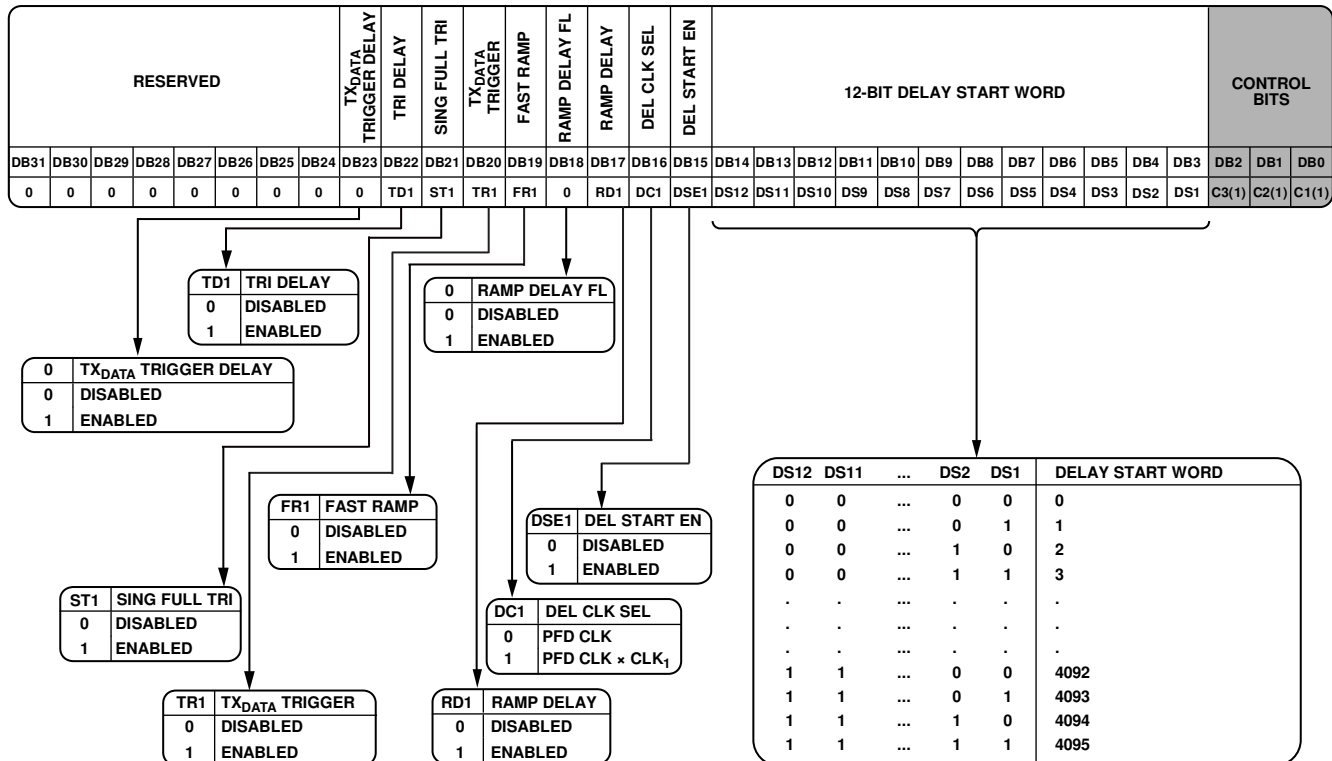 RESERVED
TXDATA TRIGGER DELAY
TRI DELAY
SING FULL TRI
TXDATA TRIGGER
FAST RAMP
RAMP DELAY FL
RAMP DELAY
DEL CLK SEL
DEL START EN
12-BIT DELAY START WORD
CONTROL BITS
DB31 DB30 DB29 DB28 DB27 DB26 DB25 DB24 DB23 DB22 DB21 DB20 DB19 DB18 DB17 DB16 DB15 DB14 DB13 DB12 DB11 DB10 DB9 DB8 DB7 DB6 DB5 DB4 DB3 DB2 DB1 DB0
0 0 0 0 0 0 0 0 0 TD1 ST1 TR1 FR1 0 RD1 DC1 DSE1 DS12 DS11 DS10 DS9 DS8 DS7 DS6 DS5 DS4 DS3 DS2 DS1 C3(1) C2(1) C1(1)
TD1 TRI DELAY
0 DISABLED
1 ENABLED
0 RAMP DELAY FL
0 DISABLED
1 ENABLED
0 TXDATA TRIGGER DELAY
0 DISABLED
1 ENABLED
FR1 FAST RAMP
0 DISABLED
1 ENABLED
DSE1 DEL START EN
0 DISABLED
1 ENABLED
ST1 SING FULL TRI
0 DISABLED
1 ENABLED
DC1 DEL CLK SEL
0 PFD CLK
1 PFD CLK × CLK1
TR1 TXDATA TRIGGER
0 DISABLED
1 ENABLED
RD1 RAMP DELAY
0 DISABLED
1 ENABLED
DS12 DS11 ... DS2 DS1 DELAY START WORD
0 0 ... 0 0 0
0 0 ... 0 1 1
0 0 ... 1 0 2
0 0 ... 1 1 3
. . ... . . .
. . ... . . .
. . ... . . .
1 1 ... 0 0 4092
1 1 ... 0 1 4093
1 1 ... 1 0 4094
1 1 ... 1 1 4095